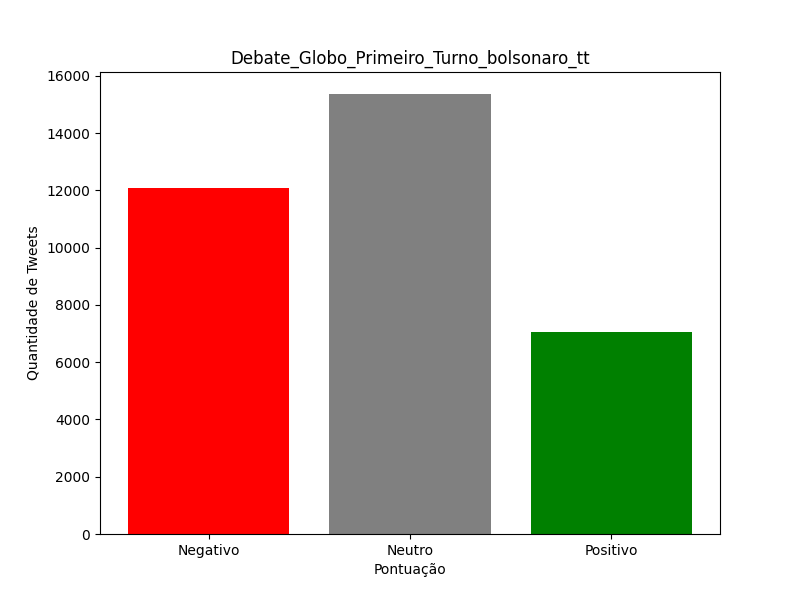 Debate_Globo_Primeiro_Turno_bolsonaro_tt
16000
14000
12000
10000
8000
6000
4000
2000
0
Quantidade de Tweets
Negativo Neutro Positivo
Pontuação